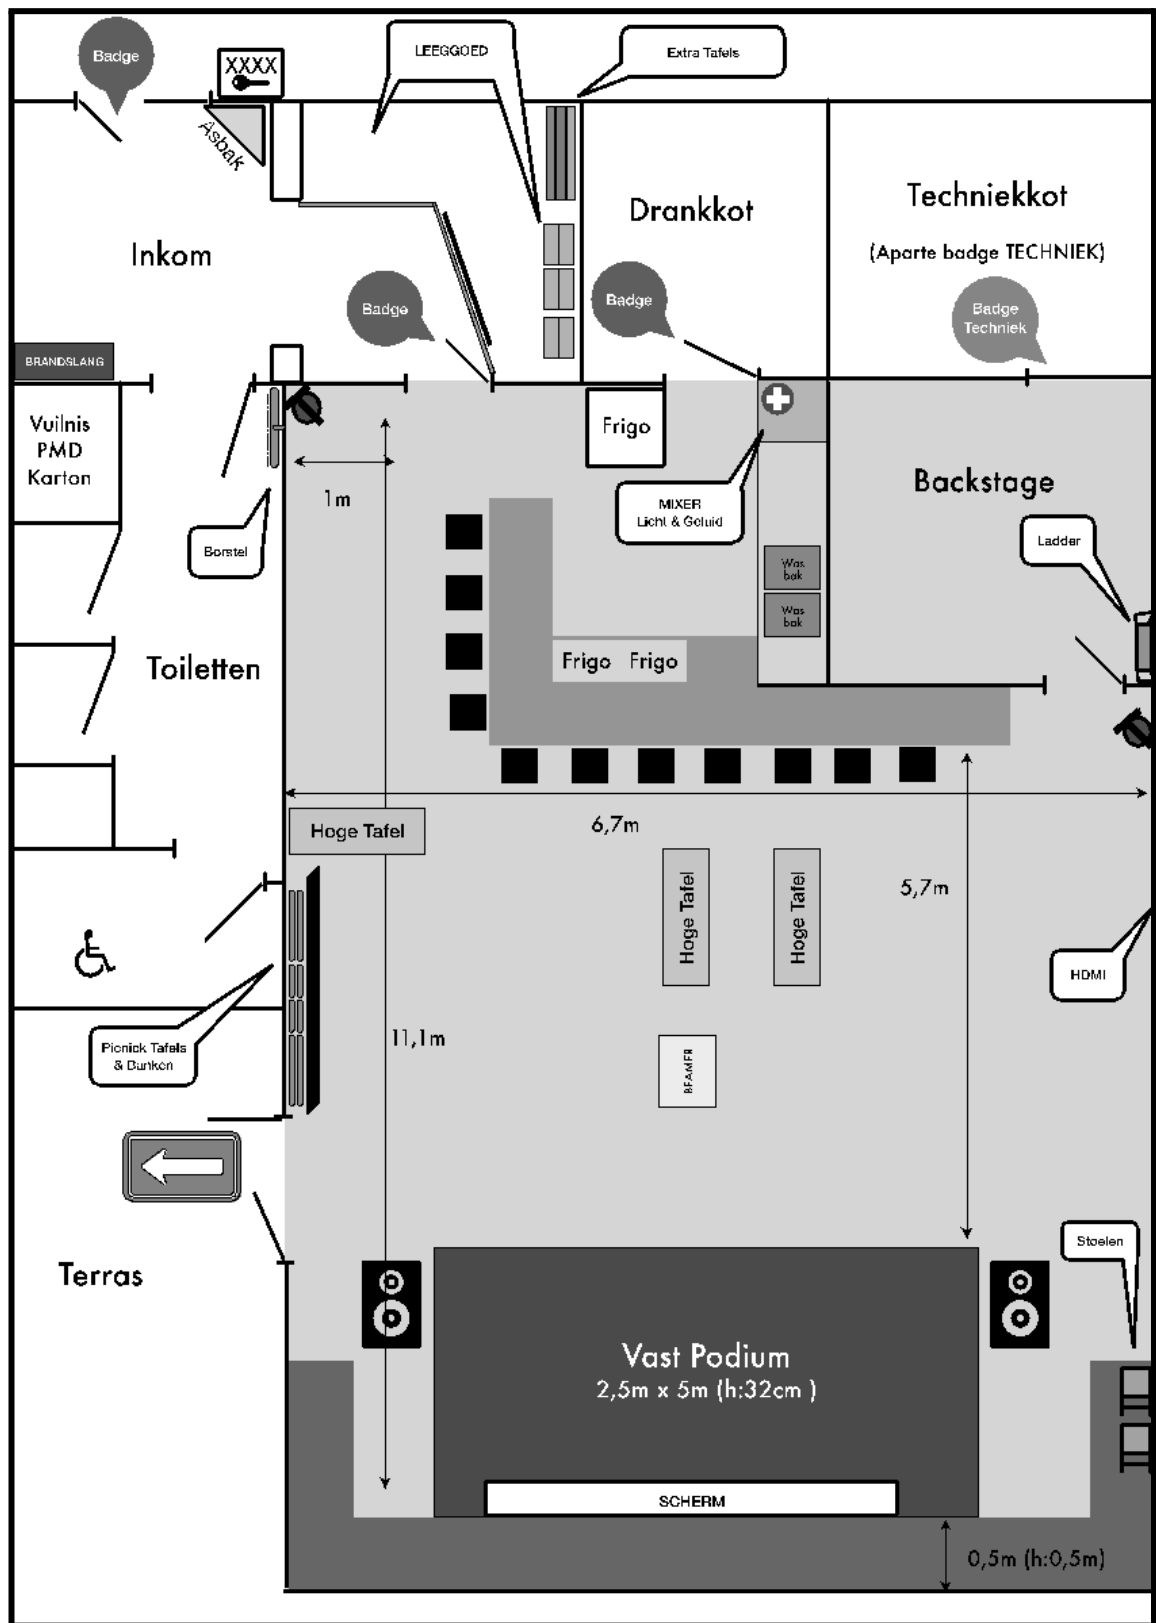 Badge
XXXX
LEEGGOED
Extra Tafels
Asbak
Inkom
Drankkot
Techniekkot
(Aparte badge TECHNIEK)
Badge
Badge
Badge
Techniek
BRANDSLANG
Vuilnis
PMD
Karton
Frigo
1m
MIXER
Licht & Geluid
Backstage
Borstel
Ladder
Was
bak
Was
bak
Toiletten
Frigo Frigo
Hoge Tafel
6,7m
Hoge Tafel
Hoge Tafel
5,7m
HDMI
Picnick Tafels
& Banken
11,1m
BEAMER
Terras
Stoelen
Vast Podium
2,5m x 5m (h:32cm )
SCHERM
0,5m (h:0,5m)